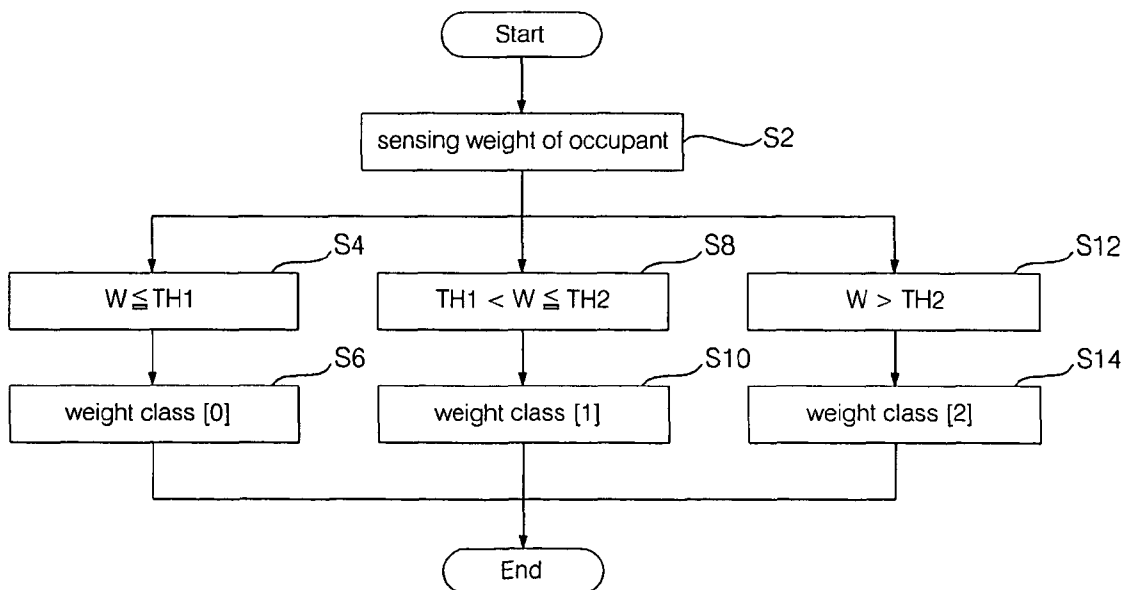 Start
sensing weight of occupant
S2
S4
S8
S12
W ≦ TH1
TH1 < W ≦ TH2
W > TH2
S6
S10
S14
weight class [0]
weight class [1]
weight class [2]
End